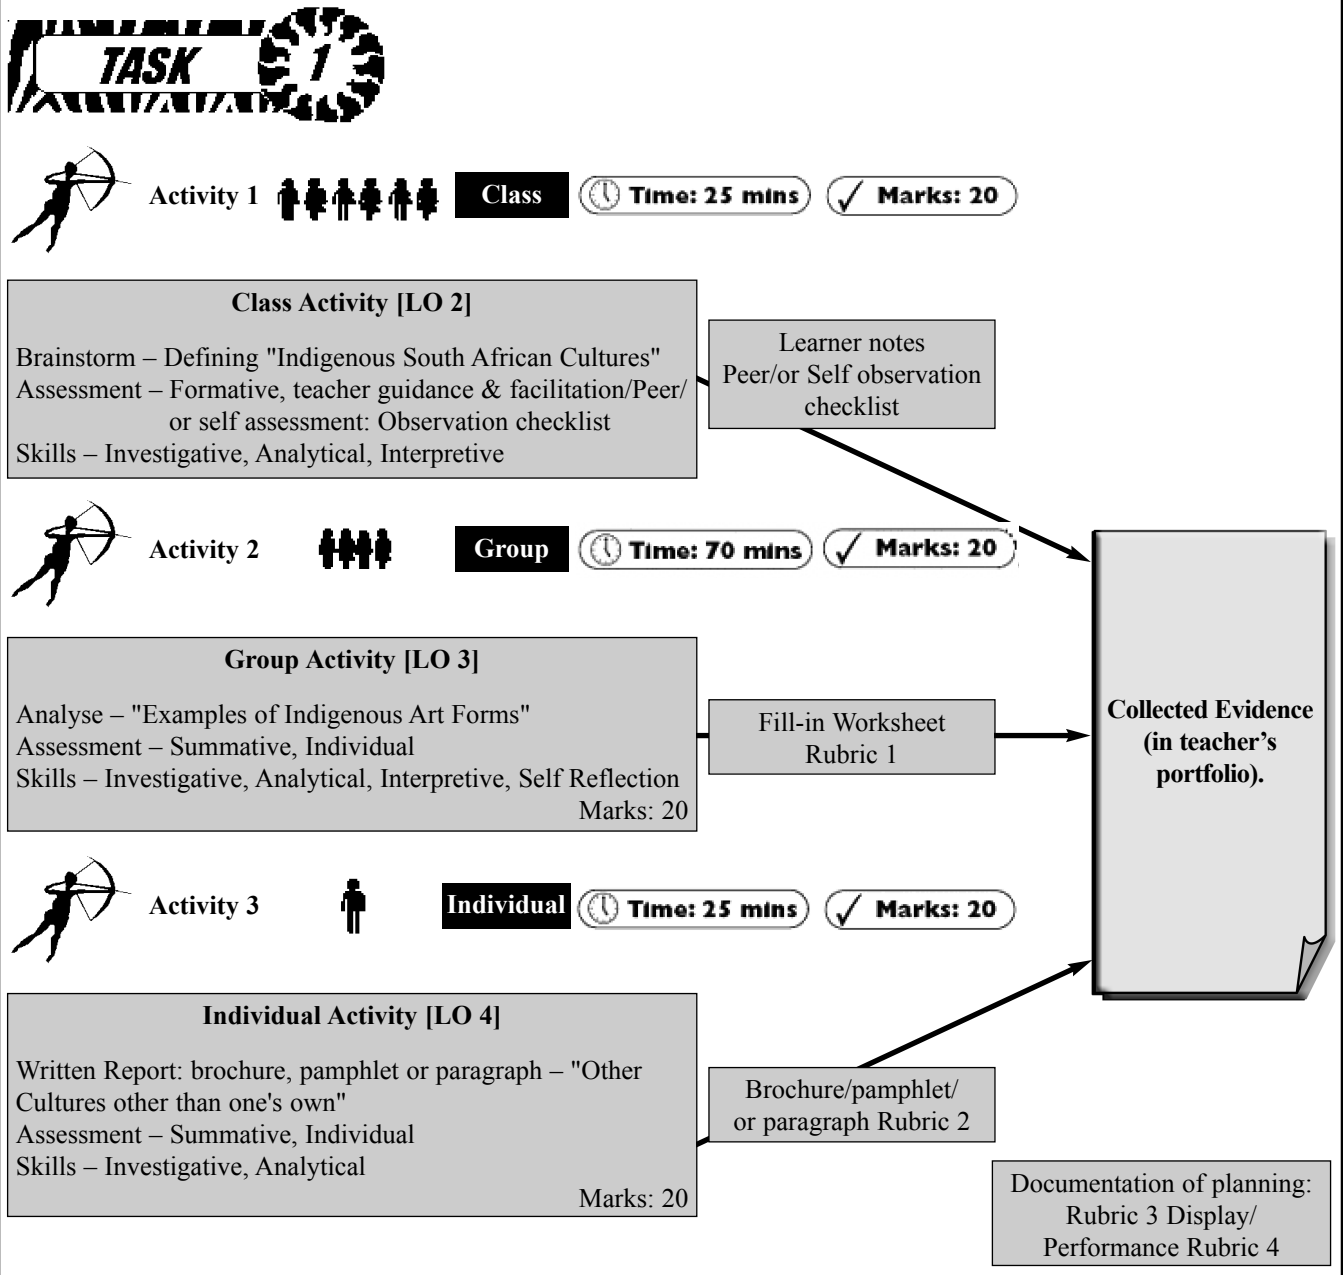 TASK 1
Activity 1 Class Time: 25 mins Marks: 20
Class Activity [LO 2]
Brainstorm – Defining "Indigenous South African Cultures"
Assessment – Formative, teacher guidance & facilitation/Peer/
or self assessment: Observation checklist
Skills – Investigative, Analytical, Interpretive
Learner notes
Peer/or Self observation
checklist
Activity 2 Group Time: 70 mins Marks: 20
Group Activity [LO 3]
Analyse – "Examples of Indigenous Art Forms"
Assessment – Summative, Individual
Skills – Investigative, Analytical, Interpretive, Self Reflection
Marks: 20
Fill-in Worksheet
Rubric 1
Collected Evidence
(in teacher’s
portfolio).
Activity 3 Individual Time: 25 mins Marks: 20
Individual Activity [LO 4]
Written Report: brochure, pamphlet or paragraph – "Other
Cultures other than one's own"
Assessment – Summative, Individual
Skills – Investigative, Analytical
Marks: 20
Brochure/pamphlet/
or paragraph Rubric 2
Documentation of planning:
Rubric 3 Display/
Performance Rubric 4